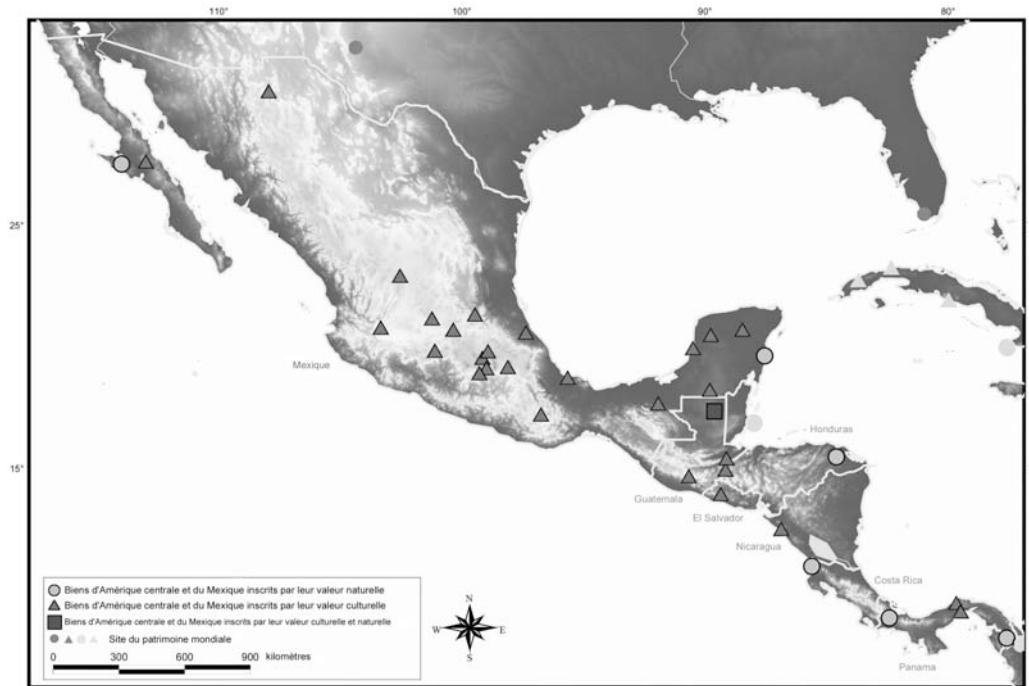 110° 100° 90° 80°
25°
Mexique
15°
Honduras
Guatemala
El Salvador
Nicaragua
Costa Rica
Panama
Biens d'Amérique centrale et du Mexique inscrits par leur valeur naturelle
Biens d'Amérique centrale et du Mexique inscrits par leur valeur culturelle
Biens d'Amérique centrale et du Mexique inscrits par leur valeur culturelle et naturelle
Site du patrimoine mondiale
0 300 600 900 kilomètres
N
W E
S